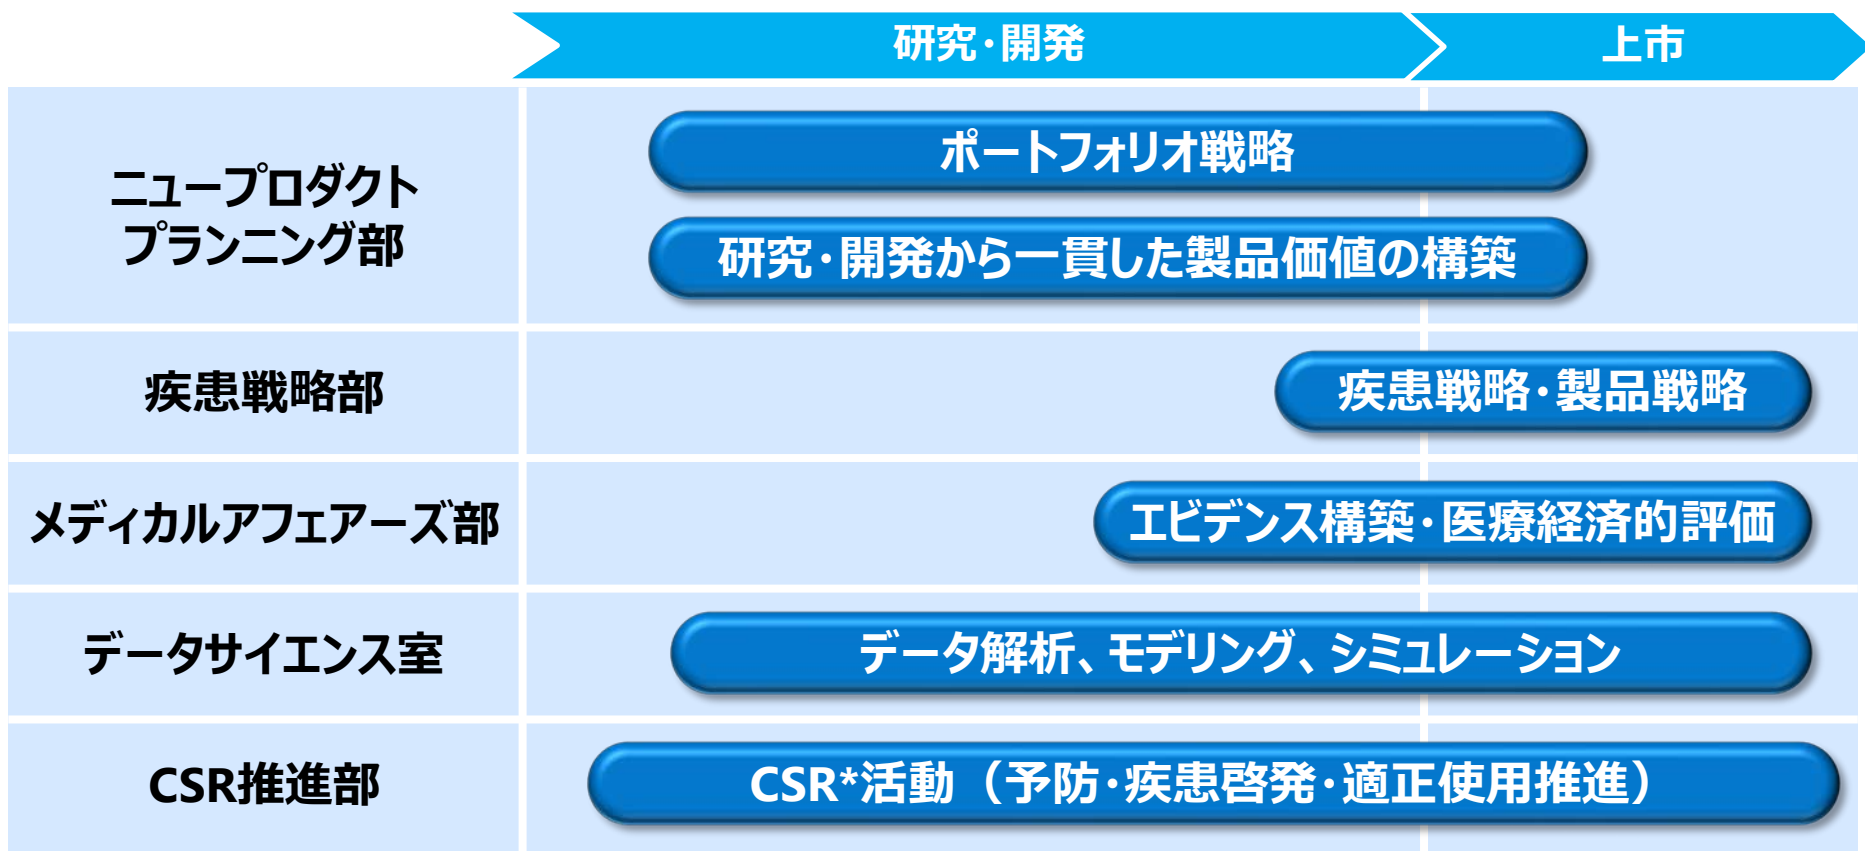 研究・開発
上市
ニュープロダクト
プランニング部
ポートフォリオ戦略
研究・開発から一貫した製品価値の構築
疾患戦略部
疾患戦略・製品戦略
メディカルアフェアーズ部
エビデンス構築・医療経済的評価
データサイエンス室
データ解析、モデリング、シミュレーション
CSR推進部
CSR*活動（予防・疾患啓発・適正使用推進）